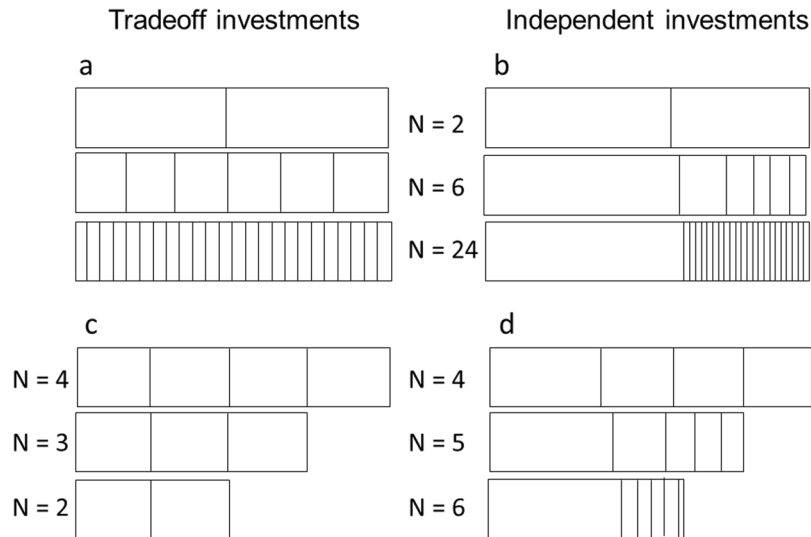 Tradeoff investments
Independent investments
a
b
N = 2
N = 6
N = 24
c
d
N = 4
N = 4
N = 3
N = 5
N = 2
N = 6